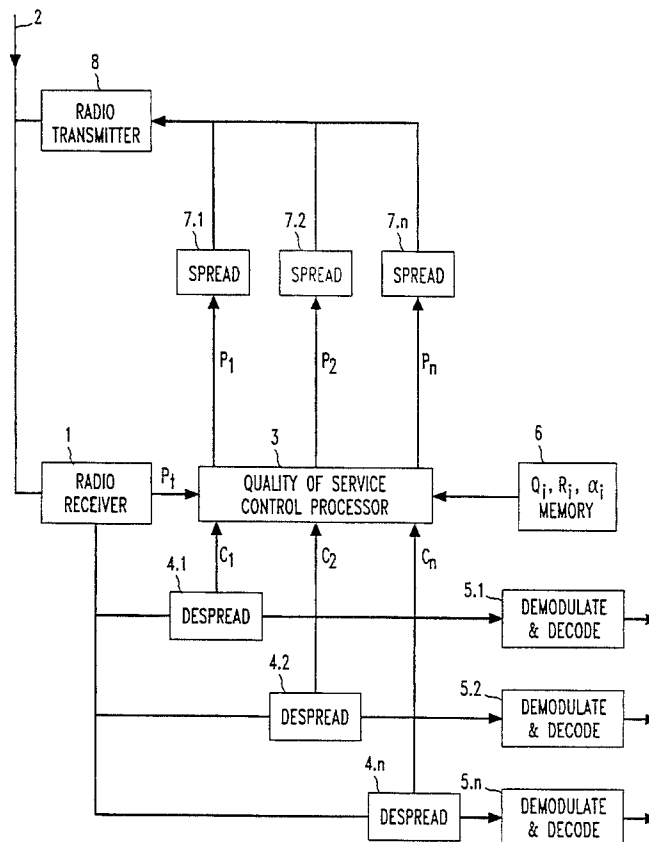 2
8
RADIO
TRANSMITTER
7.1
7.2
7.n
SPREAD
SPREAD
SPREAD
P1
P2
Pn
1
RADIO
RECEIVER
Pt
3
QUALITY OF SERVICE
CONTROL PROCESSOR
6
Qi, Ri, αi
MEMORY
C1
C2
Cn
4.1
DESPREAD
5.1
DEMODULATE
& DECODE
4.2
DESPREAD
5.2
DEMODULATE
& DECODE
4.n
DESPREAD
5.n
DEMODULATE
& DECODE